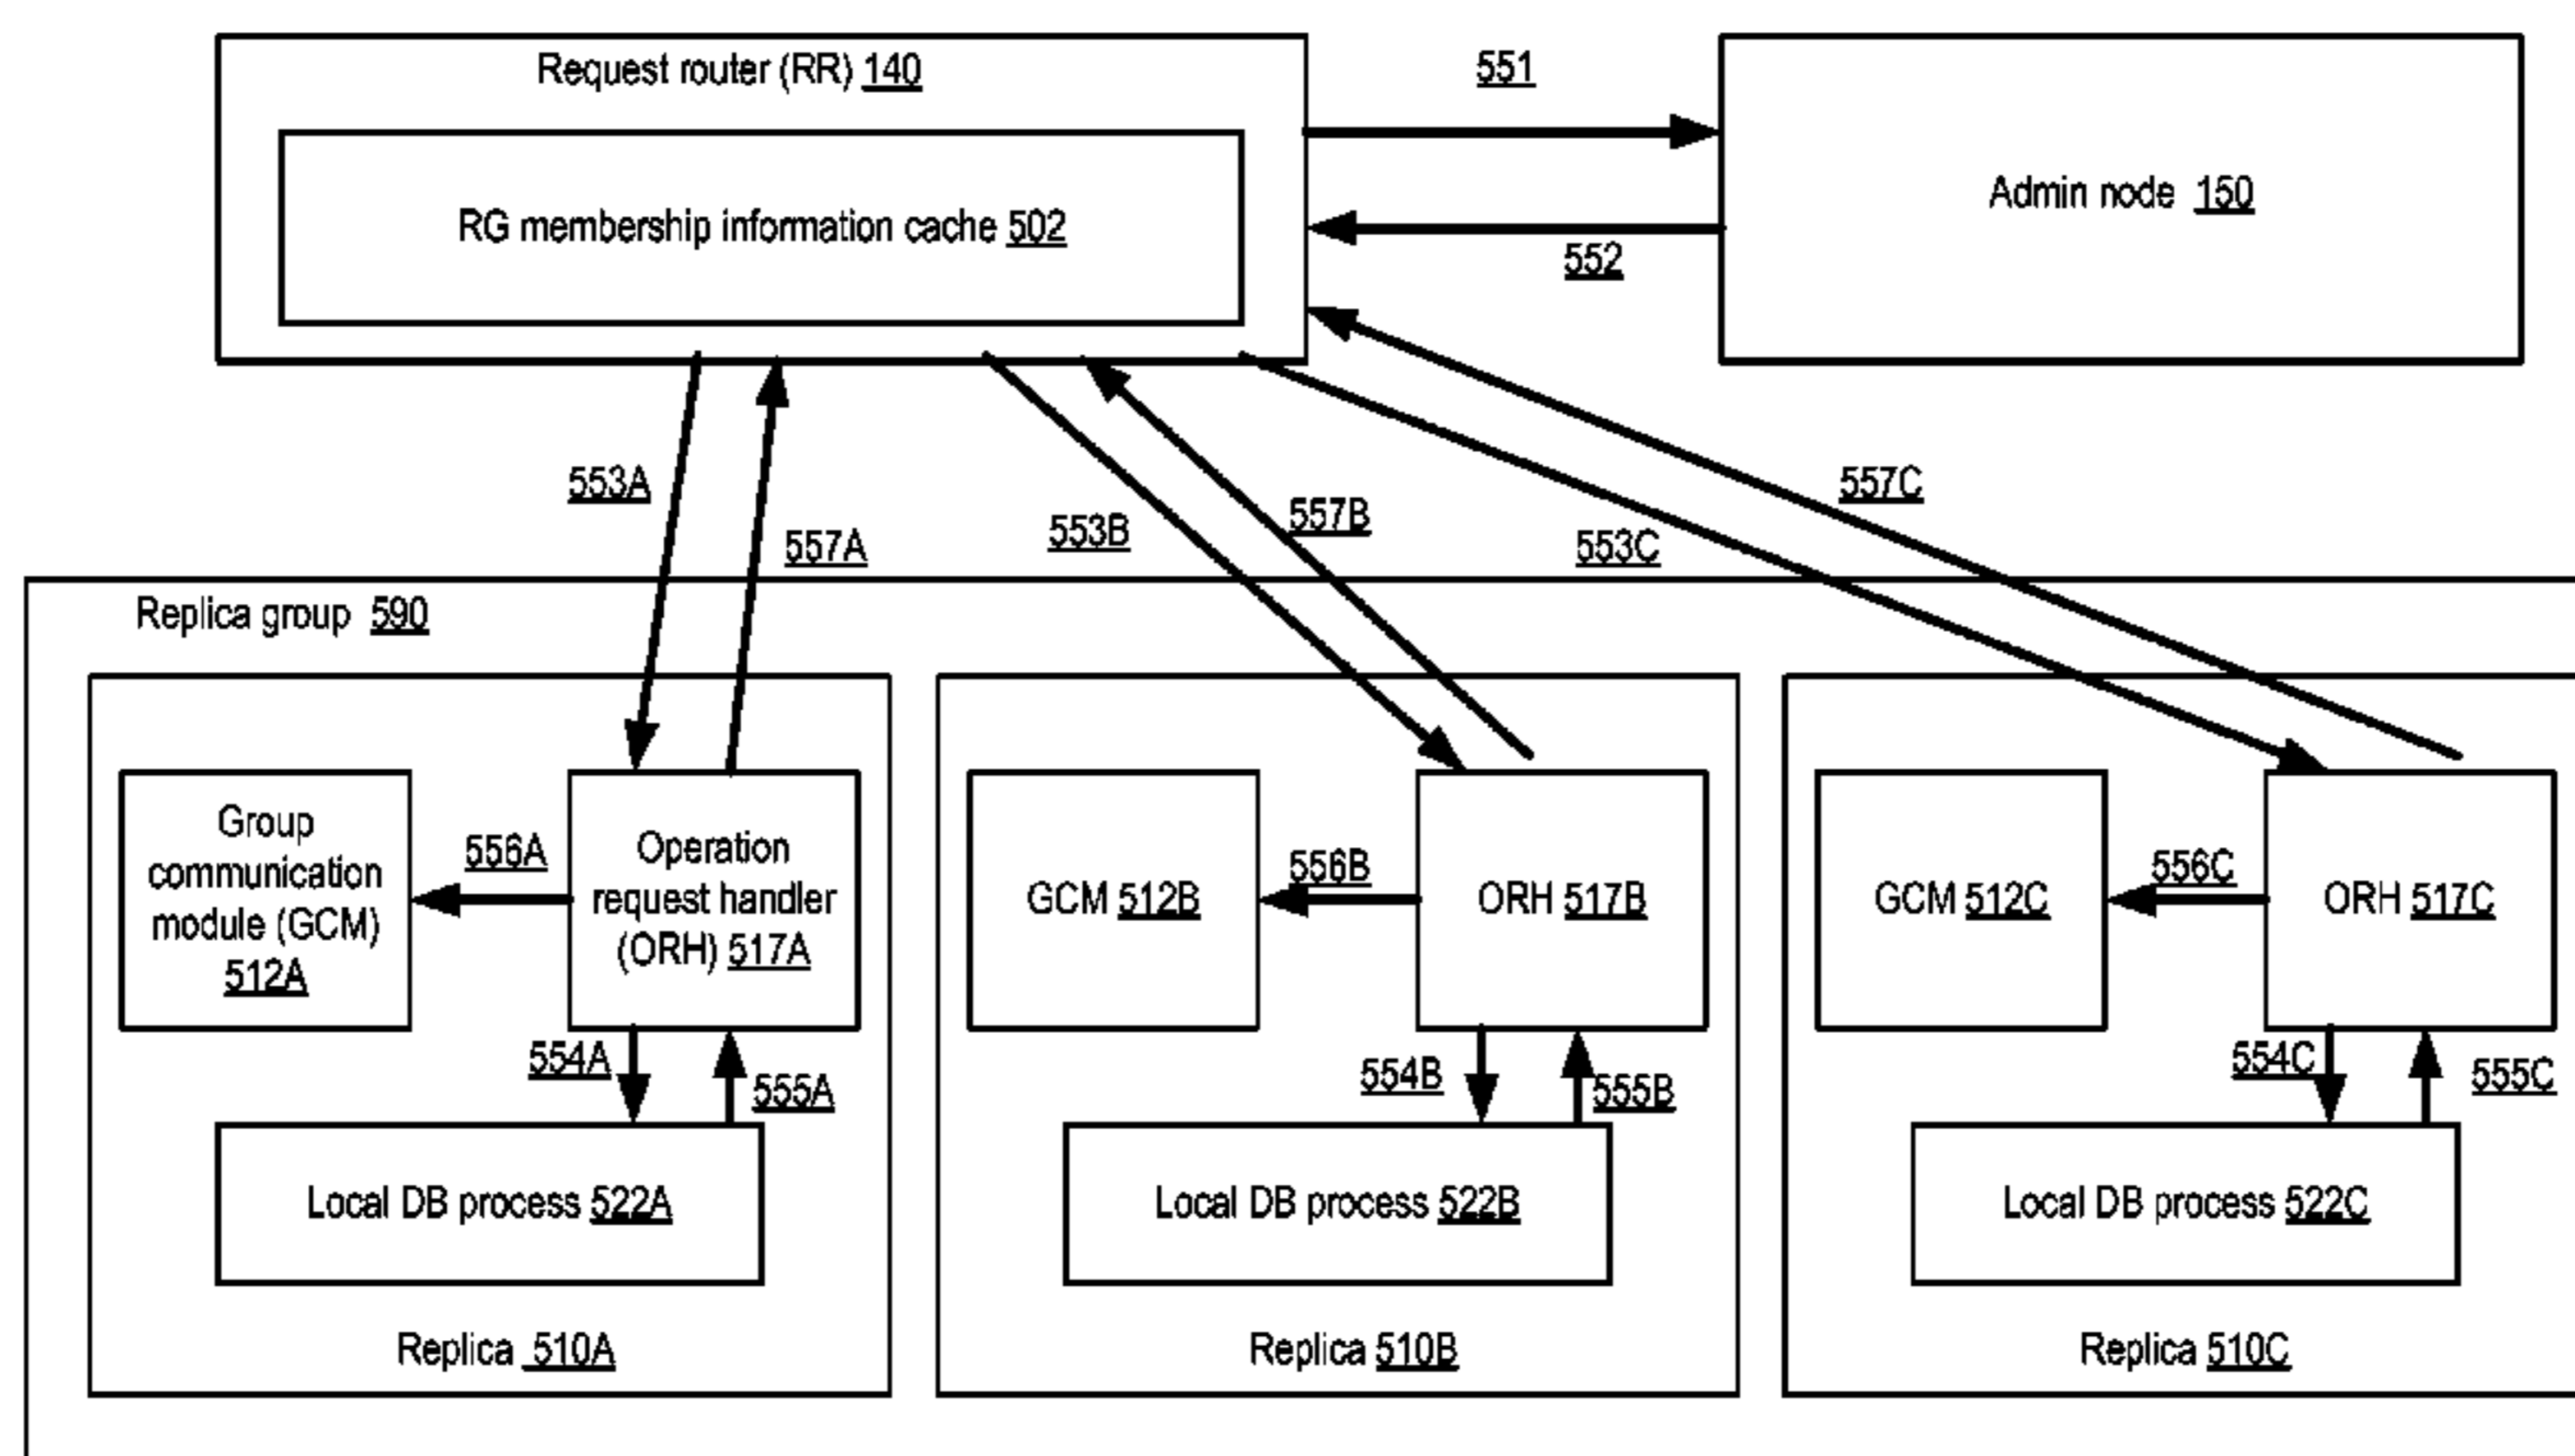 Request router (RR) 140
551
RG membership information cache 502
Admin node 150
552
553A
557A
553B
557B
553C
557C
Replica group 590
Group
communication
module (GCM)
512A
556A
Operation
request handler
(ORH) 517A
GCM 512B
556B
ORH 517B
GCM 512C
556C
ORH 517C
554A
555A
554B
555B
554C
555C
Local DB process 522A
Local DB process 522B
Local DB process 522C
Replica 510A
Replica 510B
Replica 510C